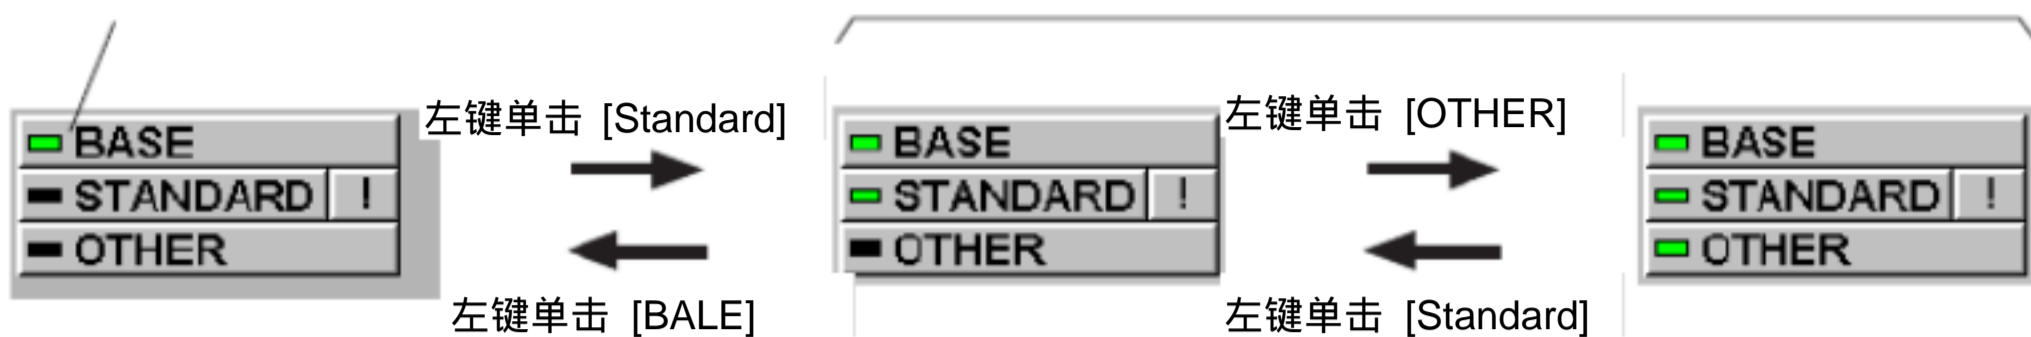 BASE
STANDARD !
OTHER
左键单击 [Standard]
左键单击 [BALE]
BASE
STANDARD !
OTHER
左键单击 [OTHER]
左键单击 [Standard]
BASE
STANDARD !
OTHER